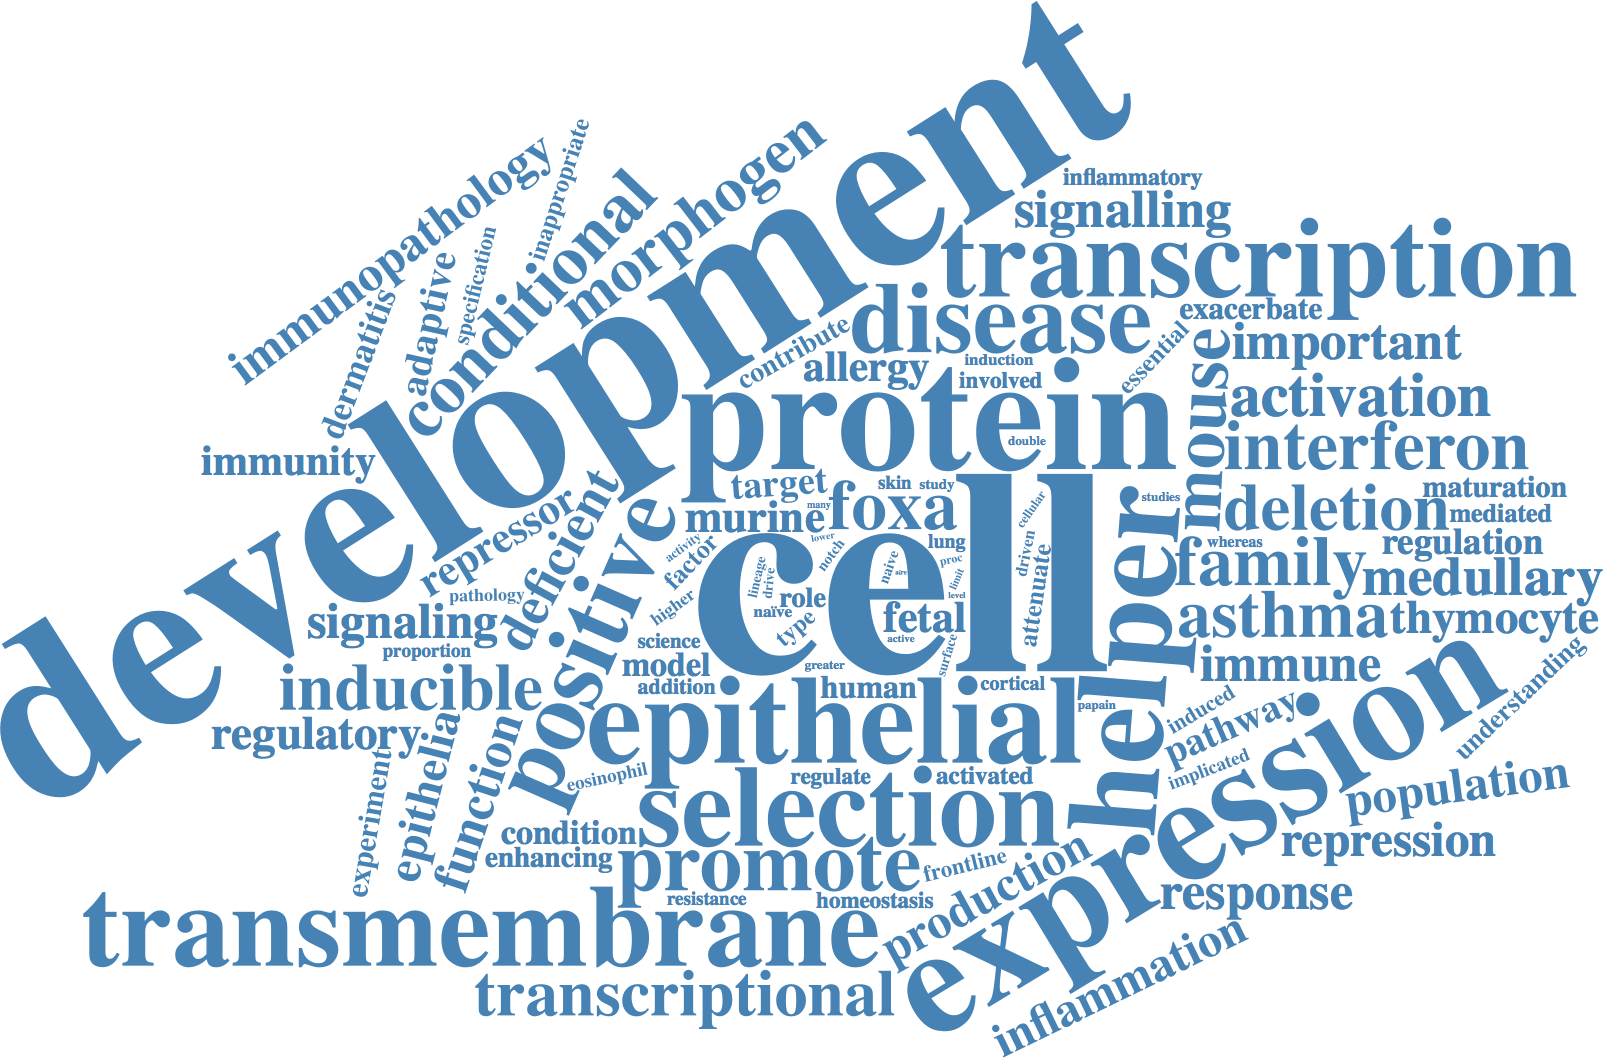 development
inflammatory
signalling
transcription
immunopathology
inappropriate
morphogen
conditional
specification
adaptive
dermatitis
immunity
contribute
disease
exacerbate
essential
important
allergy
induction
involved
mouse
activation
protein
double
interferon
target
skin
study
many
murine
foxa
studies
maturation
deletion
mediated
repressor
deficient
positive
pathology
signaling
proportion
cell
activity
factor
lower
notch
lung
cellular
driven
naive
aire
proc
limit
level
lineage
drive
naïve
role
type
fetal
active
attenuate
higher
science
model
addition
greater
human
surface
cortical
helper
whereas
regulation
family
medullary
asthma
thymocyte
immune
papain
induced
pathway
implicated
understanding
inducible
regulatory
epithelial
epithelia
function
experiment
eosinophil
regulate
activated
selection
condition
enhancing
promote
frontline
expression
population
repression
response
resistance
homeostasis
production
transmembrane
transcriptional
inflammation